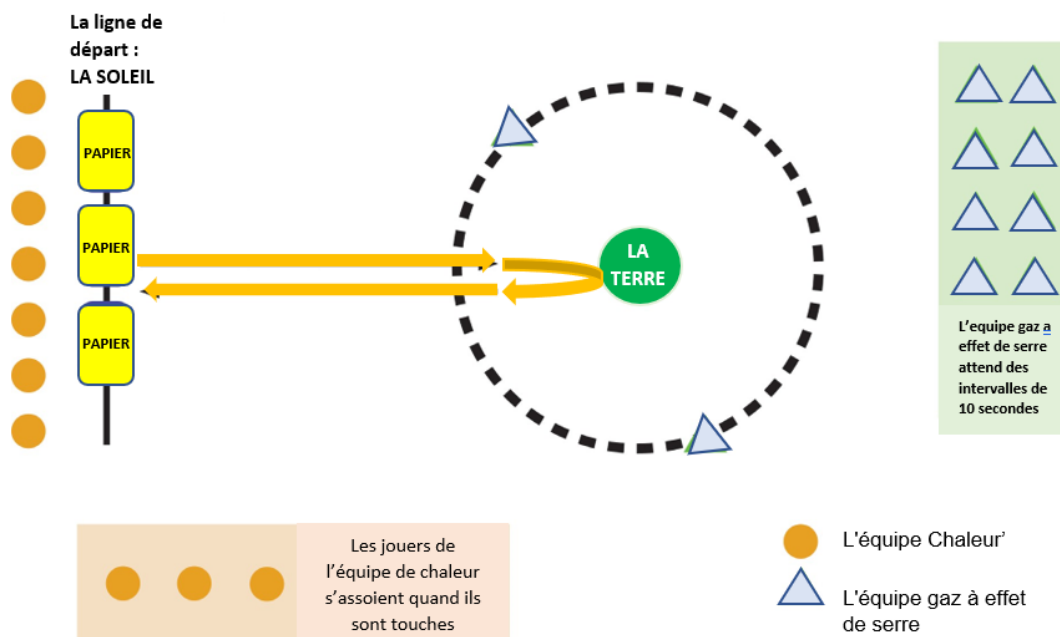 La ligne de
départ :
LA SOLEIL
PAPIER
PAPIER
PAPIER
LA
TERRE
L'equipe gaz a
effet de serre
attend des
intervalles de
10 secondes
Les jouers de
l'équipe de chaleur
s'assoient quand ils
sont touches
L'équipe Chaleur'
L'équipe gaz à effet
de serre